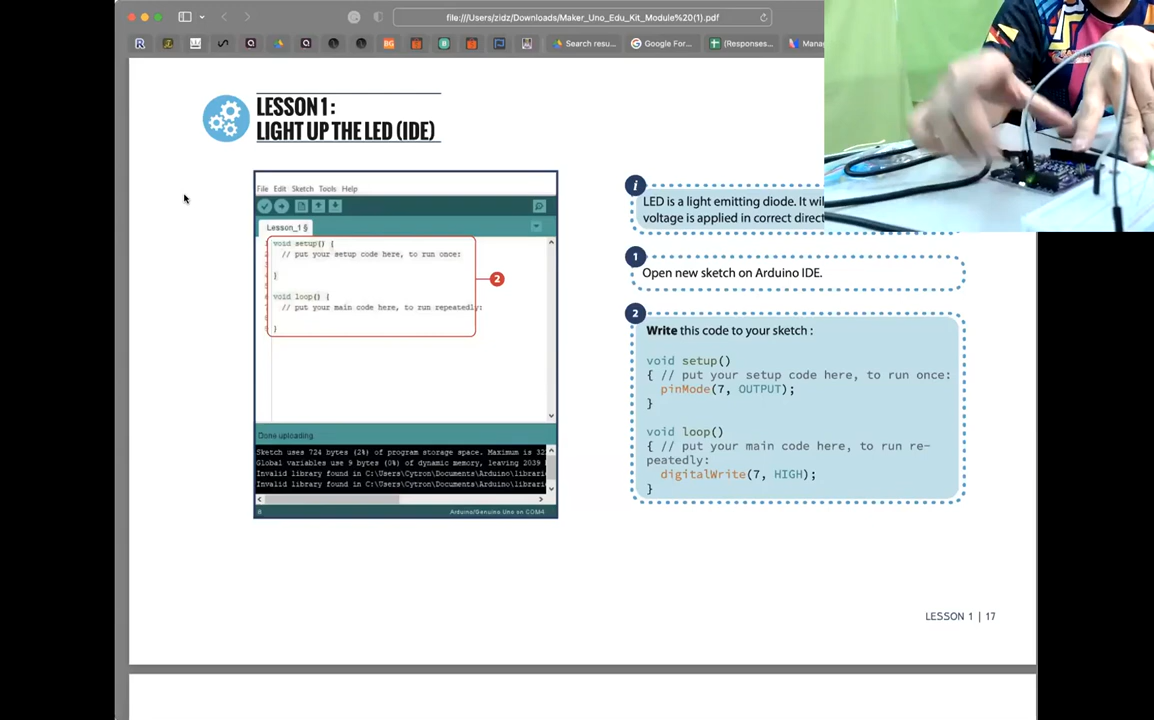 file:///Users/zidz/Downloads/Maker_Uno_Edu_Kit_Module%20(1).pdf
R
BG
B
Search resu...
Google For...
(Responses...
Manag
LESSON 1 :
LIGHT UP THE LED (IDE)
File Edit Sketch Tools Help
Lesson_1 §
void setup() {
// put your setup code here, to run once:
}
void loop() {
// put your main code here, to run repeatedly:
}
2
Done uploading.
Sketch uses 724 bytes (2%) of program storage space. Maximum is 32
Global variables use 9 bytes (0%) of dynamic memory, leaving 2039
Invalid library found in C:\Users\Cytron\Documents\Arduino\librari
Invalid library found in C:\Users\Cytron\Documents\Arduino\librari
Arduino/Genuino Uno on COM4
i
LED is a light emitting diode. It wil
voltage is applied in correct direct
1
Open new sketch on Arduino IDE.
2
Write this code to your sketch :
void setup()
{ // put your setup code here, to run once:
pinMode(7, OUTPUT);
}
void loop()
{ // put your main code here, to run re-
peatedly:
digitalWrite(7, HIGH);
}
LESSON 1 | 17